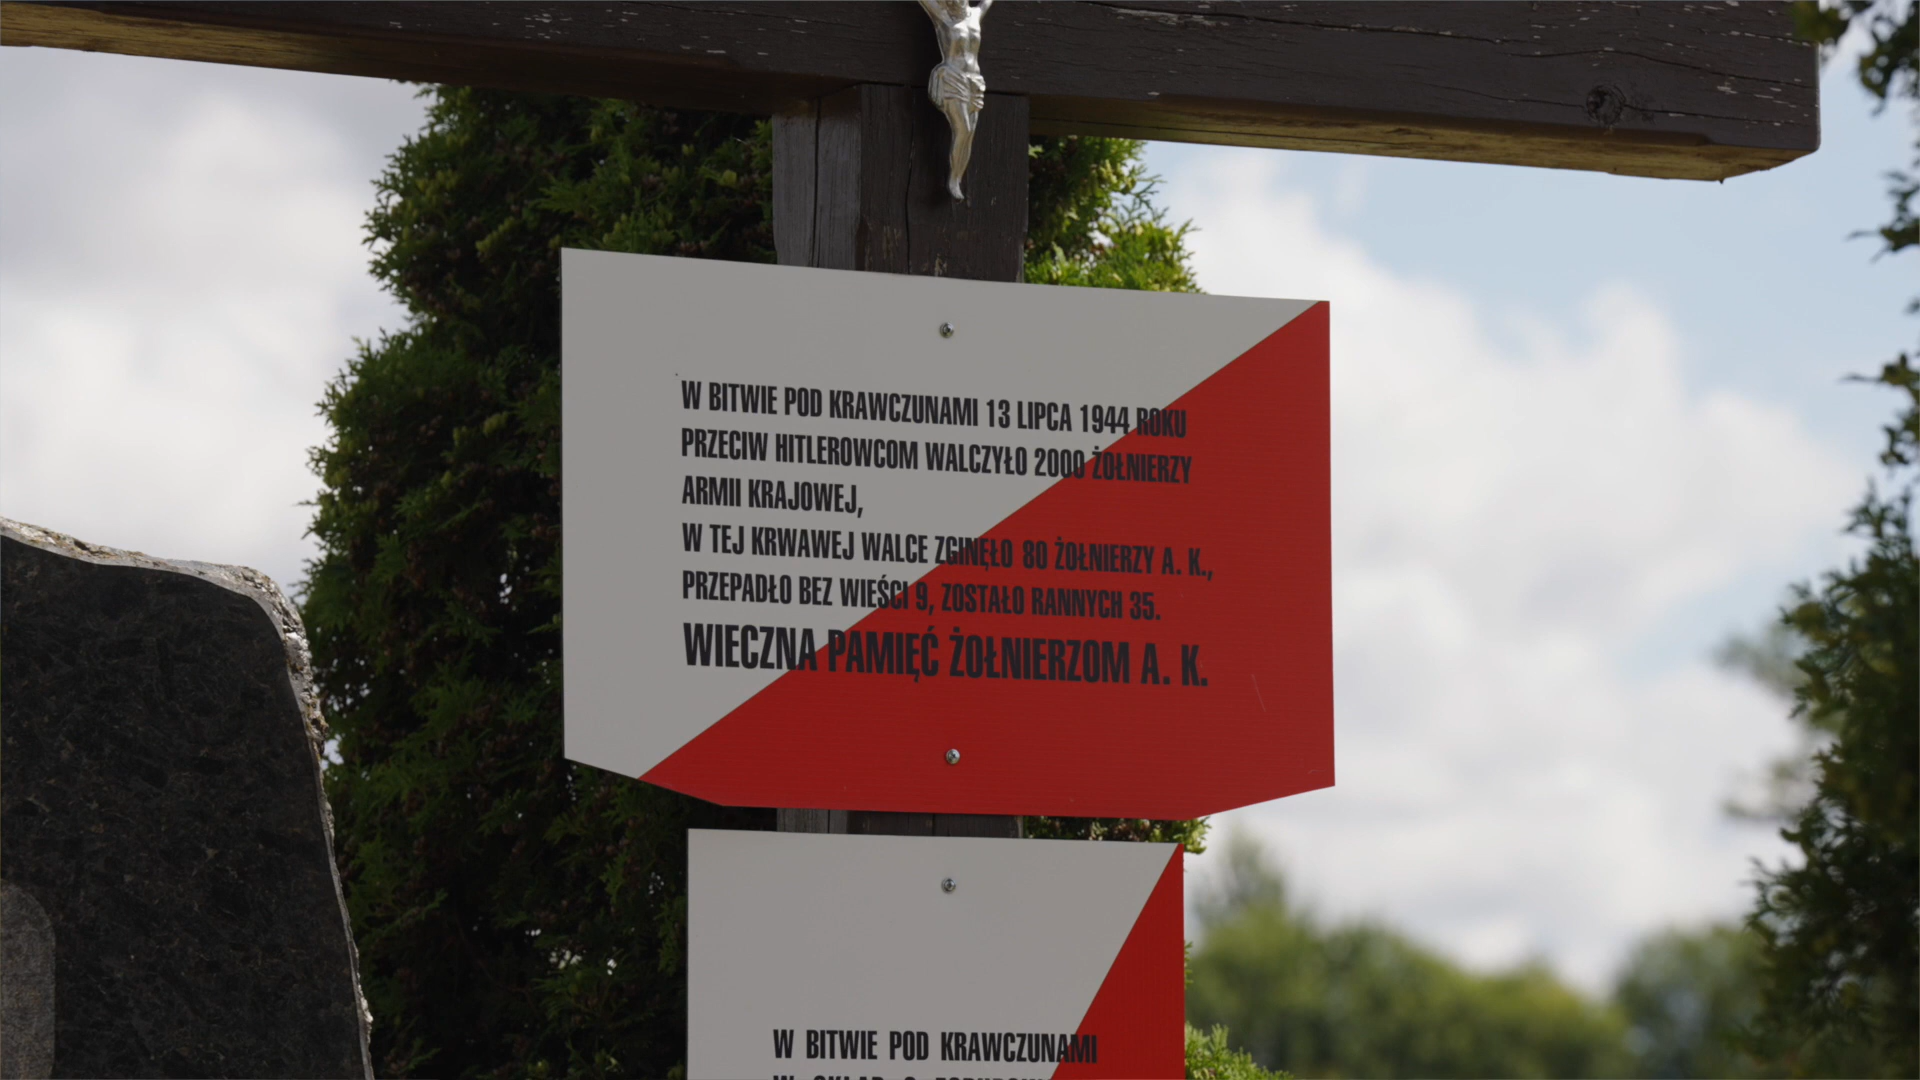 W BITWIE POD KRAWCZUNAMI 13 LIPCA 1944 ROKU
PRZECIW HITLEROWCOM WALCZYŁO 2000 ŻOŁNIERZY
ARMII KRAJOWEJ,
W TEJ KRWAWEJ WALCE ZGINĘŁO 80 ŻOŁNIERZY A. K.,
PRZEPADŁO BEZ WIEŚCI 9, ZOSTAŁO RANNYCH 35.
WIECZNA PAMIĘĆ ŻOŁNIERZOM A. K.
W BITWIE POD KRAWCZUNAMI